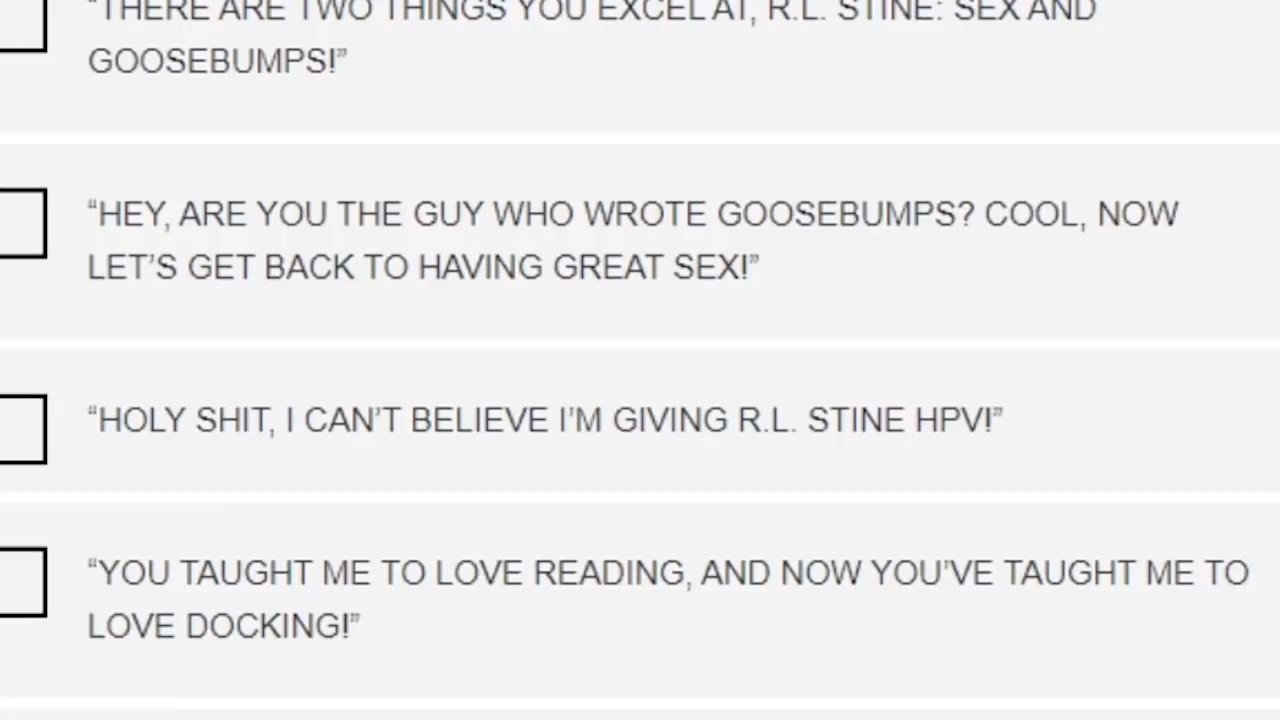 “THERE ARE TWO THINGS YOU EXCEL AT, R.L. STINE: SEX AND
GOOSEBUMPS!”
“HEY, ARE YOU THE GUY WHO WROTE GOOSEBUMPS? COOL, NOW
LET’S GET BACK TO HAVING GREAT SEX!”
“HOLY SHIT, I CAN’T BELIEVE I’M GIVING R.L. STINE HPV!”
“YOU TAUGHT ME TO LOVE READING, AND NOW YOU’VE TAUGHT ME TO
LOVE DOCKING!”